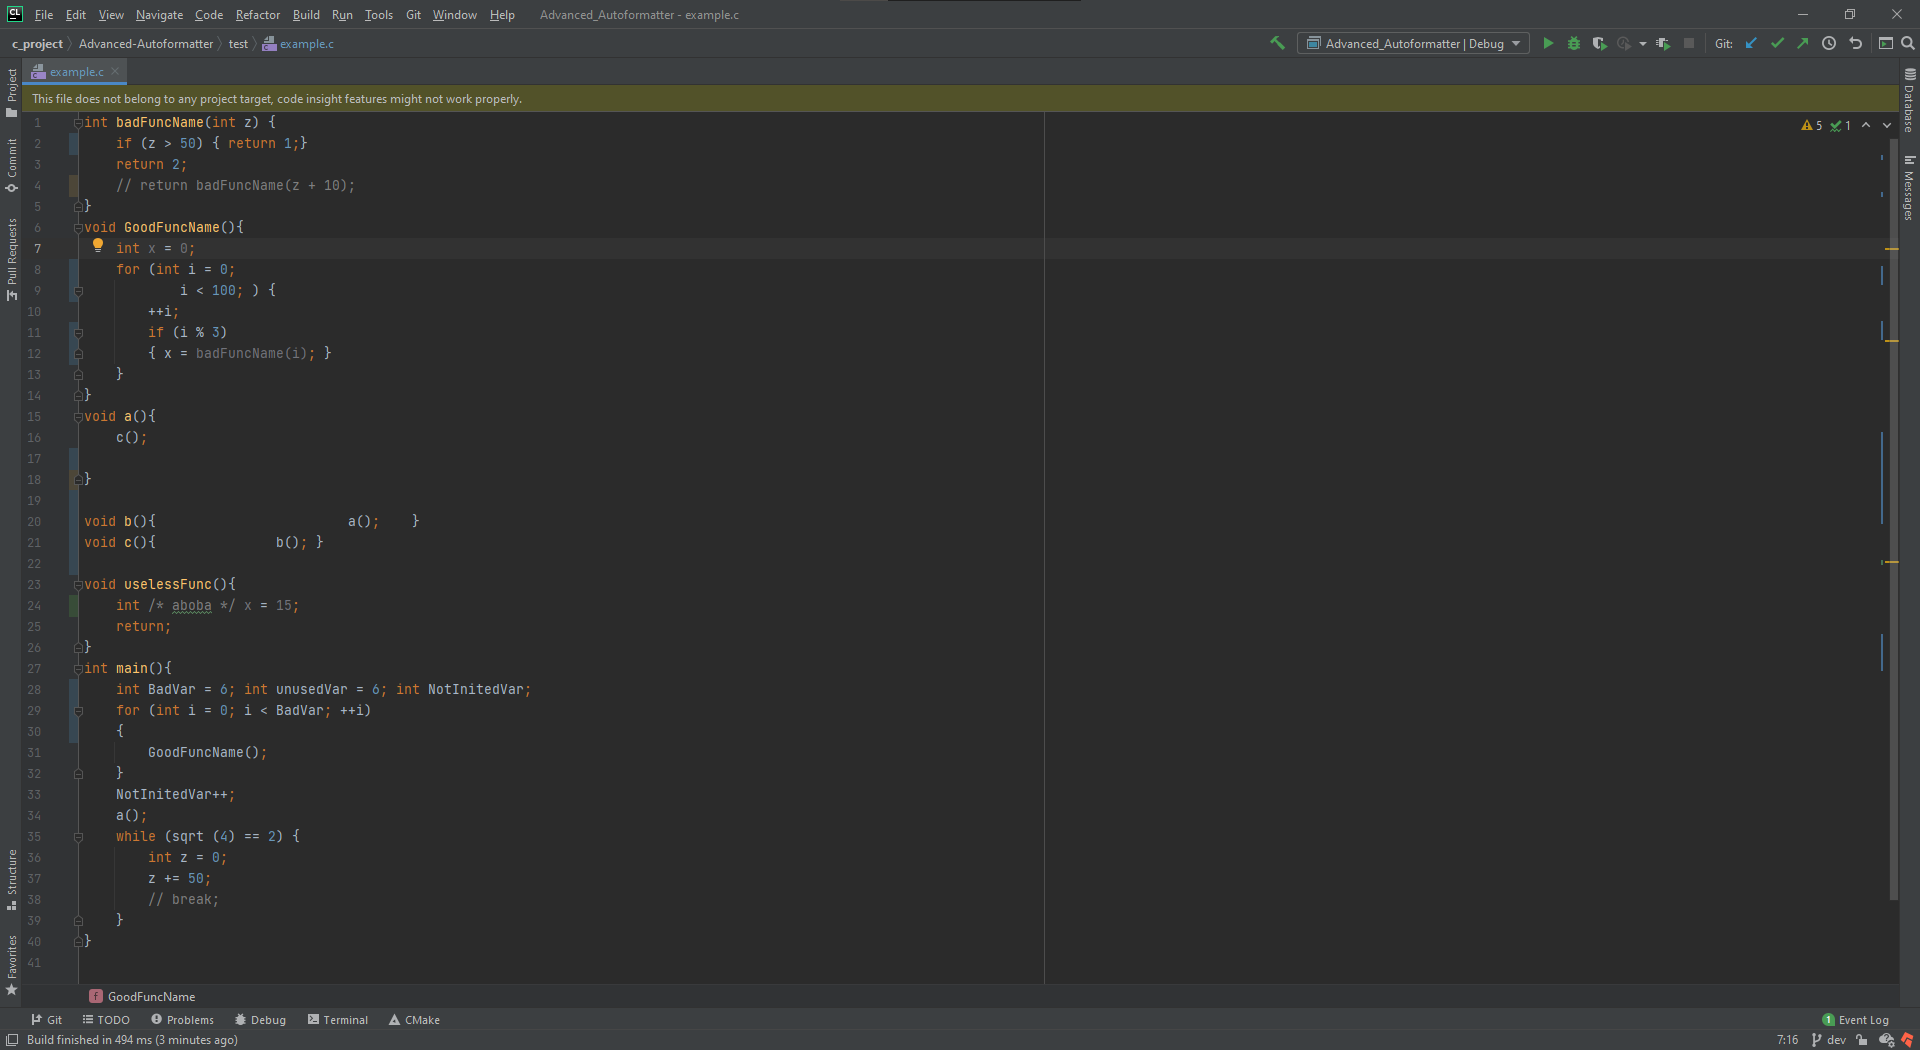 CL File Edit View Navigate Code Refactor Build Run Tools Git Window Help Advanced_Autoformatter - example.c
c_project Advanced-Autoformatter test example.c Advanced_Autoformatter | Debug Git:
example.c
This file does not belong to any project target, code insight features might not work properly.
5 1
1 int badFuncName(int z) {
2 if (z > 50) { return 1;}
3 return 2;
4 // return badFuncName(z + 10);
5 }
6 void GoodFuncName(){
7 int x = 0;
8 for (int i = 0;
9 i < 100; ) {
10 ++i;
11 if (i % 3)
12 { x = badFuncName(i); }
13 }
14 }
15 void a(){
16 c();
17
18 }
19
20 void b(){                        a();    }
21 void c(){               b(); }
22
23 void uselessFunc(){
24 int /* aboba */ x = 15;
25 return;
26 }
27 int main(){
28 int BadVar = 6; int unusedVar = 6; int NotInitedVar;
29 for (int i = 0; i < BadVar; ++i)
30 {
31 GoodFuncName();
32 }
33 NotInitedVar++;
34 a();
35 while (sqrt (4) == 2) {
36 int z = 0;
37 z += 50;
38 // break;
39 }
40 }
41
Project
Commit
Pull Requests
Structure
Favorites
Database
Messages
f GoodFuncName
Git TODO Problems Debug Terminal CMake 1 Event Log
Build finished in 494 ms (3 minutes ago) 7:16 dev